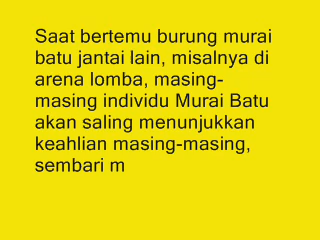 Saat bertemu burung murai
batu jantai lain, misalnya di
arena lomba, masing-
masing individu Murai Batu
akan saling menunjukkan
keahlian masing-masing,
sembari m